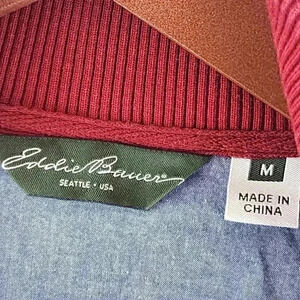 Eddie Bauer®
SEATTLE • USA
M
MADE IN
CHINA